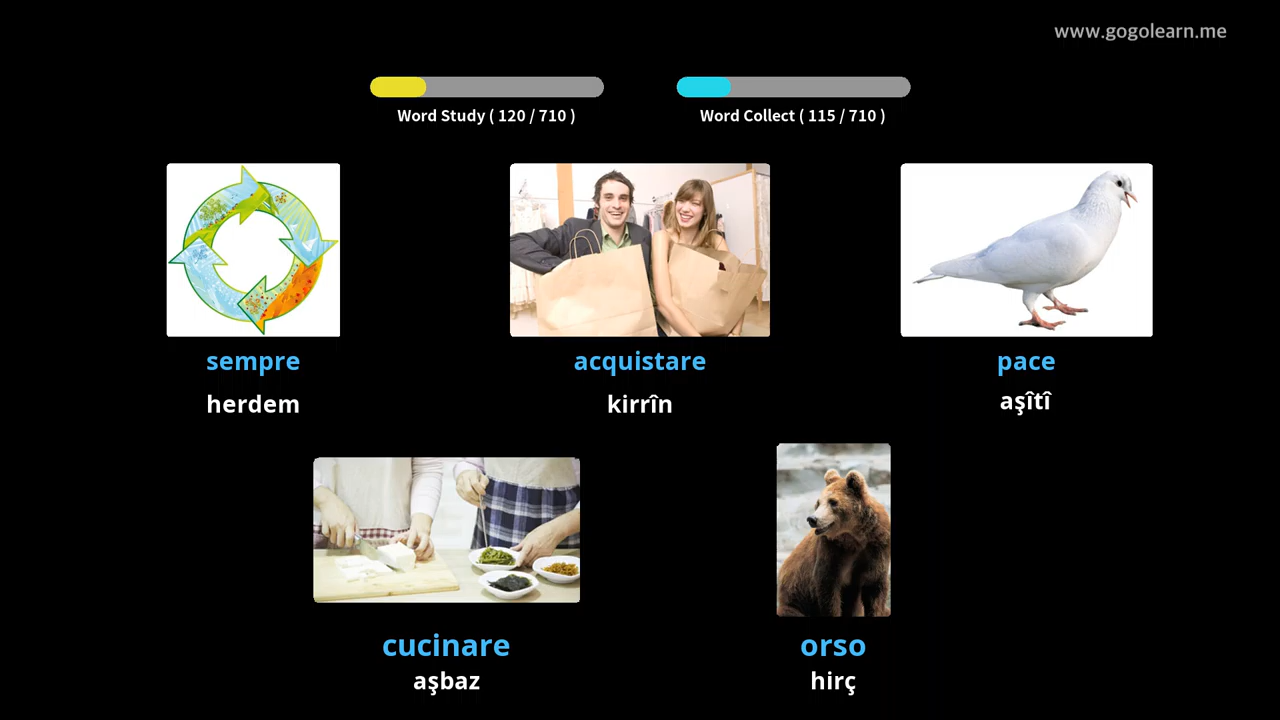 www.gogolearn.me
Word Study ( 120 / 710 )
Word Collect ( 115 / 710 )
sempre
herdem
acquistare
kirrîn
pace
aşîtî
cucinare
aşbaz
orso
hirç